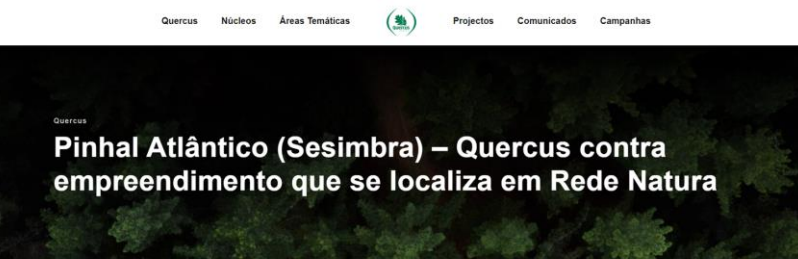 Quercus Núcleos Áreas Temáticas Projectos Comunicados Campanhas
Quercus
Pinhal Atlântico (Sesimbra) – Quercus contra
empreendimento que se localiza em Rede Natura